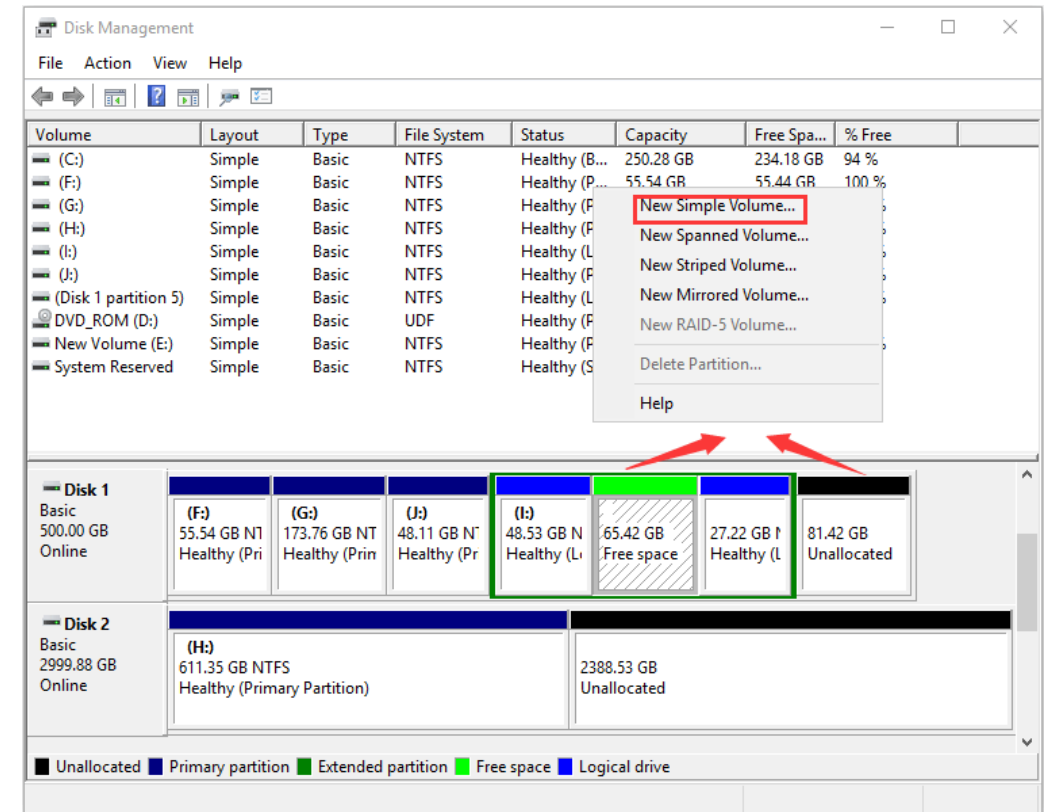 Disk Management
File Action View Help
Volume Layout Type File System Status Capacity Free Spa... % Free
(C:) Simple Basic NTFS Healthy (B... 250.28 GB 234.18 GB 94 %
(F:) Simple Basic NTFS Healthy (P... 55.54 GB 55.44 GB 100 %
(G:) Simple Basic NTFS Healthy (P
(H:) Simple Basic NTFS Healthy (P
(I:) Simple Basic NTFS Healthy (L
(J:) Simple Basic NTFS Healthy (P
(Disk 1 partition 5) Simple Basic NTFS Healthy (L
DVD_ROM (D:) Simple Basic UDF Healthy (P
New Volume (E:) Simple Basic NTFS Healthy (P
System Reserved Simple Basic NTFS Healthy (S
New Simple Volume...
New Spanned Volume...
New Striped Volume...
New Mirrored Volume...
New RAID-5 Volume...
Delete Partition...
Help
Disk 1
Basic
500.00 GB
Online
(F:)
55.54 GB NT
Healthy (Pri
(G:)
173.76 GB NT
Healthy (Prin
(J:)
48.11 GB NT
Healthy (Pr
(I:)
48.53 GB N
Healthy (L
65.42 GB
Free space
27.22 GB N
Healthy (L
81.42 GB
Unallocated
Disk 2
Basic
2999.88 GB
Online
(H:)
611.35 GB NTFS
Healthy (Primary Partition)
2388.53 GB
Unallocated
Unallocated Primary partition Extended partition Free space Logical drive